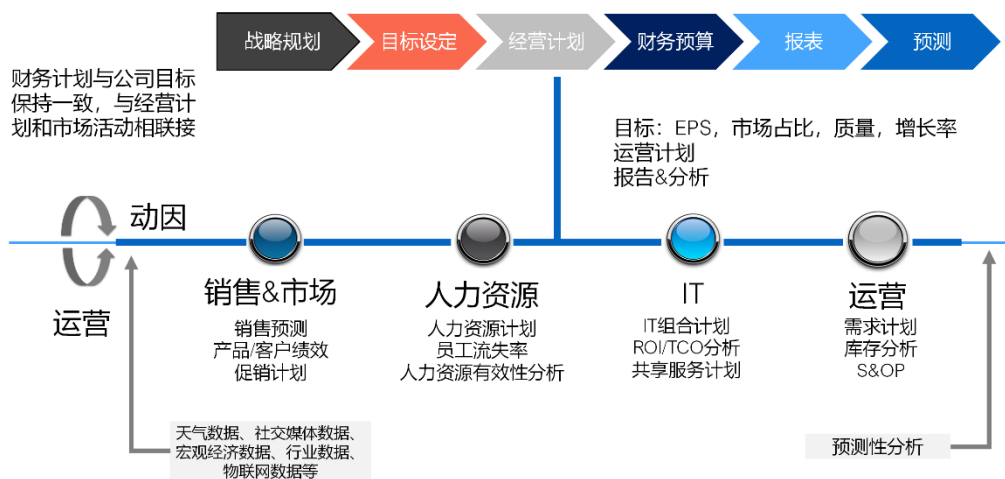 战略规划
目标设定
经营计划
财务预算
报表
预测
财务计划与公司目标
保持一致，与经营计
划和市场活动相联接
目标：EPS，市场占比，质量，增长率
运营计划
报告&分析
动因
运营
销售&市场
销售预测
产品/客户绩效
促销计划
人力资源
人力资源计划
员工流失率
人力资源有效性分析
IT
IT组合计划
ROI/TCO分析
共享服务计划
运营
需求计划
库存分析
S&OP
天气数据、社交媒体数据、
宏观经济数据、行业数据、
物联网数据等
预测性分析